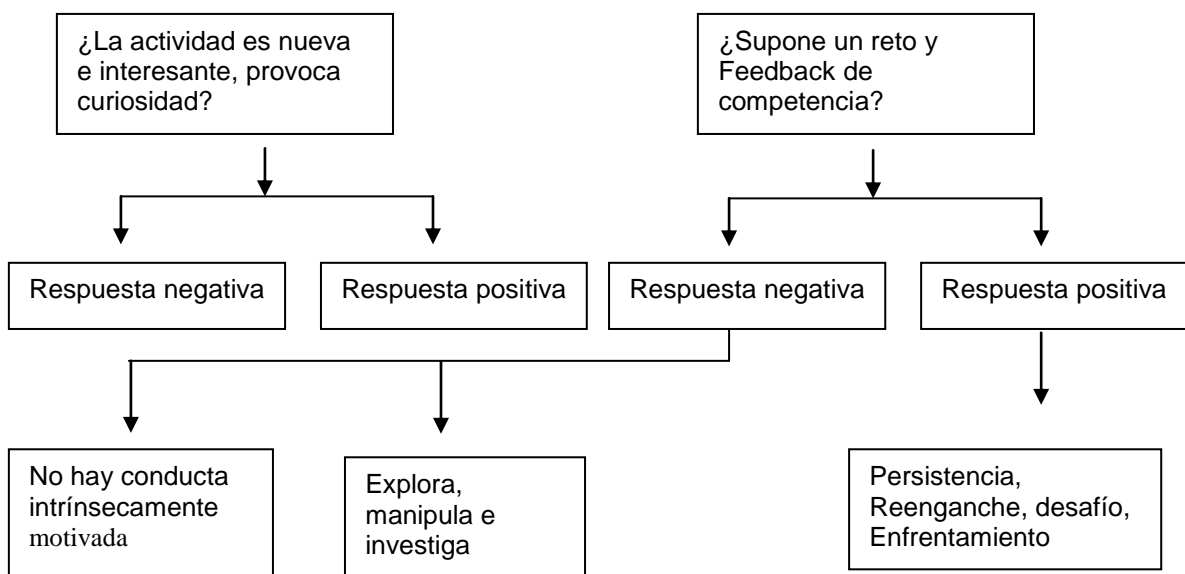 ¿La actividad es nueva
e interesante, provoca
curiosidad?
¿Supone un reto y
Feedback de
competencia?
Respuesta negativa
Respuesta positiva
Respuesta negativa
Respuesta positiva
No hay conducta
intrínsecamente
motivada
Explora,
manipula e
investiga
Persistencia,
Reenganche, desafío,
Enfrentamiento